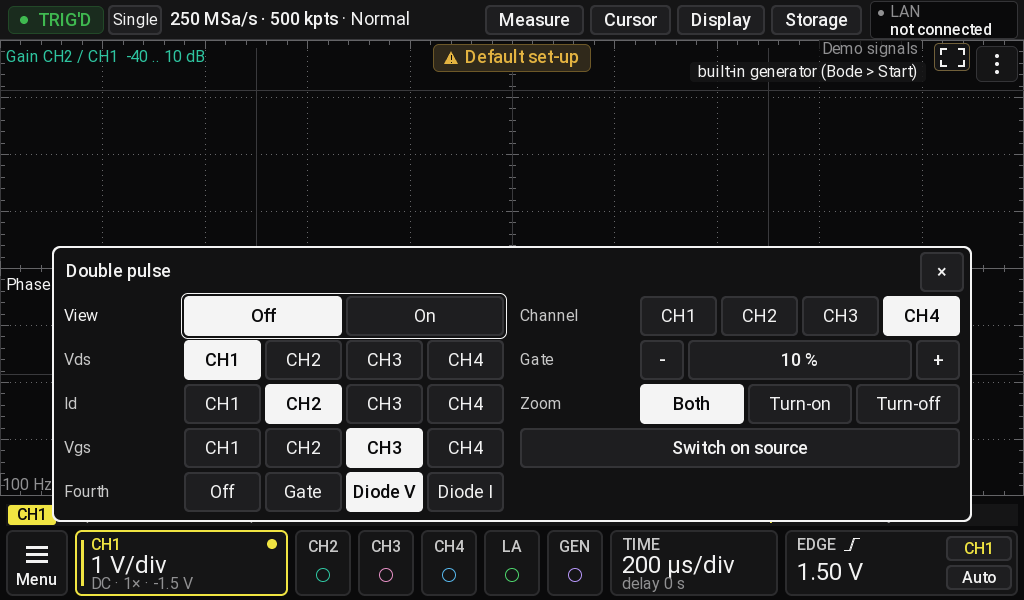 TRIG'D
Single
250 MSa/s · 500 kpts · Normal
Measure
Cursor
Display
Storage
LAN
not connected
Gain CH2 / CH1 -40 .. 10 dB
Default set-up
Demo signals
built-in generator (Bode > Start)
Phase
Double pulse
×
View
Off
On
Channel
CH1
CH2
CH3
CH4
Vds
CH1
CH2
CH3
CH4
Gate
-
10 %
+
Id
CH1
CH2
CH3
CH4
Zoom
Both
Turn-on
Turn-off
Vgs
CH1
CH2
CH3
CH4
Switch on source
Fourth
Off
Gate
Diode V
Diode I
100 Hz
CH1
Menu
CH1
1 V/div
DC · 1× · -1.5 V
CH2
CH3
CH4
LA
GEN
TIME
200 µs/div
delay 0 s
EDGE
1.50 V
CH1
Auto